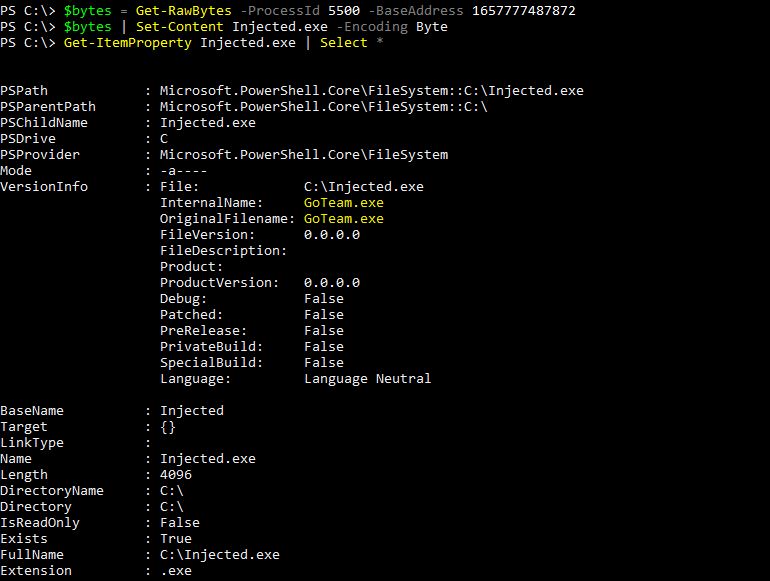 PS C:\> $bytes = Get-RawBytes -ProcessId 5500 -BaseAddress 1657777487872
PS C:\> $bytes | Set-Content Injected.exe -Encoding Byte
PS C:\> Get-ItemProperty Injected.exe | Select *
PSPath : Microsoft.PowerShell.Core\FileSystem::C:\Injected.exe
PSParentPath : Microsoft.PowerShell.Core\FileSystem::C:\
PSChildName : Injected.exe
PSDrive : C
PSProvider : Microsoft.PowerShell.Core\FileSystem
Mode : -a----
VersionInfo : File: C:\Injected.exe
InternalName: GoTeam.exe
OriginalFilename: GoTeam.exe
FileVersion: 0.0.0.0
FileDescription:
Product:
ProductVersion: 0.0.0.0
Debug: False
Patched: False
PreRelease: False
PrivateBuild: False
SpecialBuild: False
Language: Language Neutral
BaseName : Injected
Target : {}
LinkType :
Name : Injected.exe
Length : 4096
DirectoryName : C:\
Directory : C:\
IsReadOnly : False
Exists : True
FullName : C:\Injected.exe
Extension : .exe